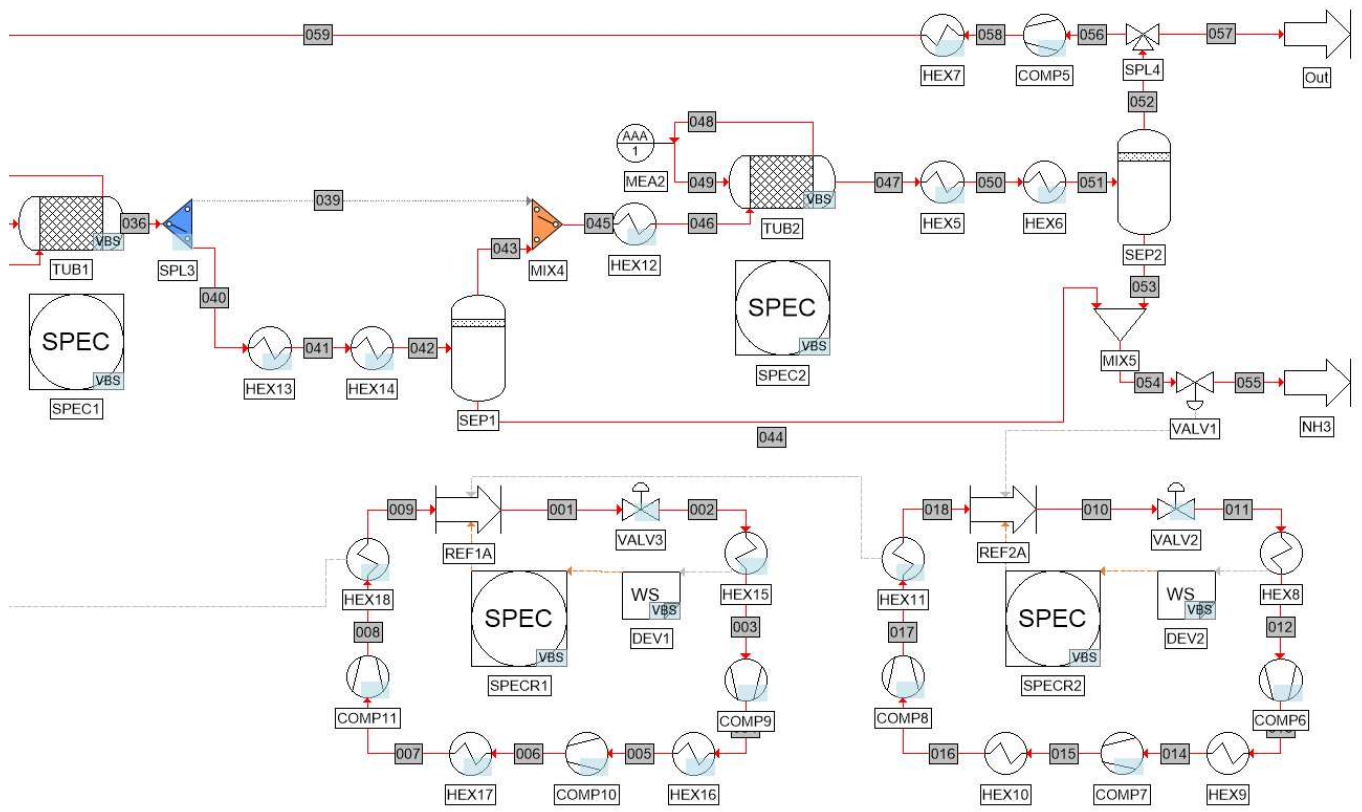 059
058
056
057
HEX7
COMP5
SPL4
Out
052
048
AAA
1
MEA2
049
VBS
TUB2
047
HEX5
050
HEX6
051
SEP2
039
036
VBS
TUB1
SPL3
043
MIX4
045
HEX12
046
040
SPEC
VBS
SPEC1
041
042
HEX13
HEX14
SEP1
SPEC
VBS
SPEC2
053
MIX5
054
055
VALV1
NH3
044
009
001
002
REF1A
VALV3
HEX18
HEX15
SPEC
VBS
SPECR1
WS
VBS
DEV1
008
003
COMP11
COMP9
007
006
005
HEX17
COMP10
HEX16
018
010
011
REF2A
VALV2
HEX11
HEX8
SPEC
VBS
SPECR2
WS
VBS
DEV2
017
012
COMP8
COMP6
016
015
014
HEX10
COMP7
HEX9